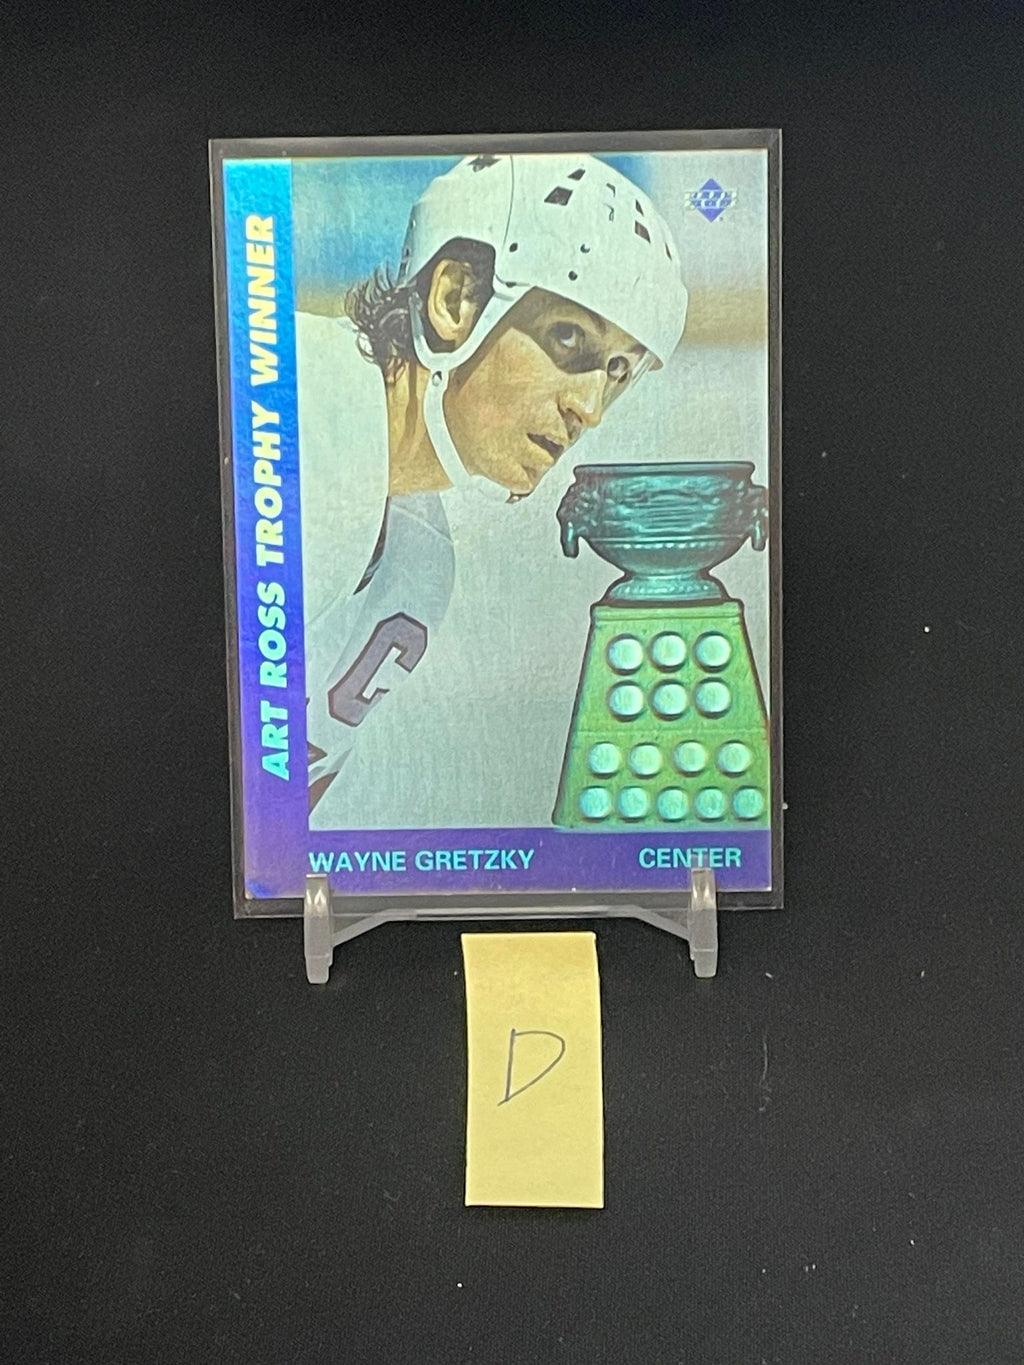 ART ROSS TROPHY WINNER
C
WAYNE GRETZKY CENTER
D